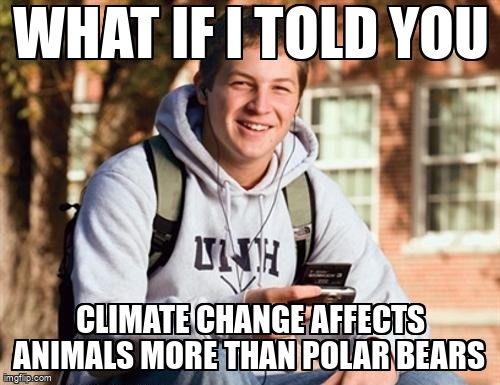 WHAT IF I TOLD YOU
UNH
CLIMATE CHANGE AFFECTS
ANIMALS MORE THAN POLAR BEARS
imgflip.com